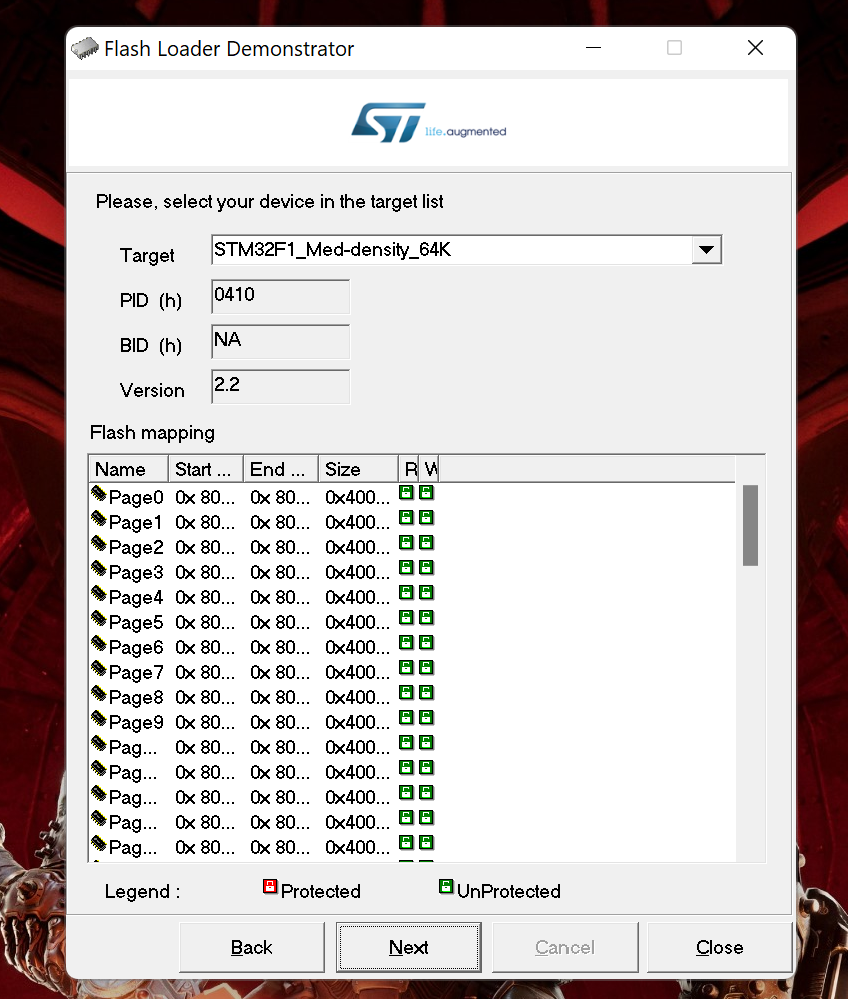 Flash Loader Demonstrator
ST life.augmented
Please, select your device in the target list
Target STM32F1_Med-density_64K
PID (h) 0410
BID (h) NA
Version 2.2
Flash mapping
Name Start ... End ... Size R W
Page0 0x 80... 0x 80... 0x400...
Page1 0x 80... 0x 80... 0x400...
Page2 0x 80... 0x 80... 0x400...
Page3 0x 80... 0x 80... 0x400...
Page4 0x 80... 0x 80... 0x400...
Page5 0x 80... 0x 80... 0x400...
Page6 0x 80... 0x 80... 0x400...
Page7 0x 80... 0x 80... 0x400...
Page8 0x 80... 0x 80... 0x400...
Page9 0x 80... 0x 80... 0x400...
Pag... 0x 80... 0x 80... 0x400...
Pag... 0x 80... 0x 80... 0x400...
Pag... 0x 80... 0x 80... 0x400...
Pag... 0x 80... 0x 80... 0x400...
Pag... 0x 80... 0x 80... 0x400...
Legend : Protected UnProtected
Back Next Cancel Close